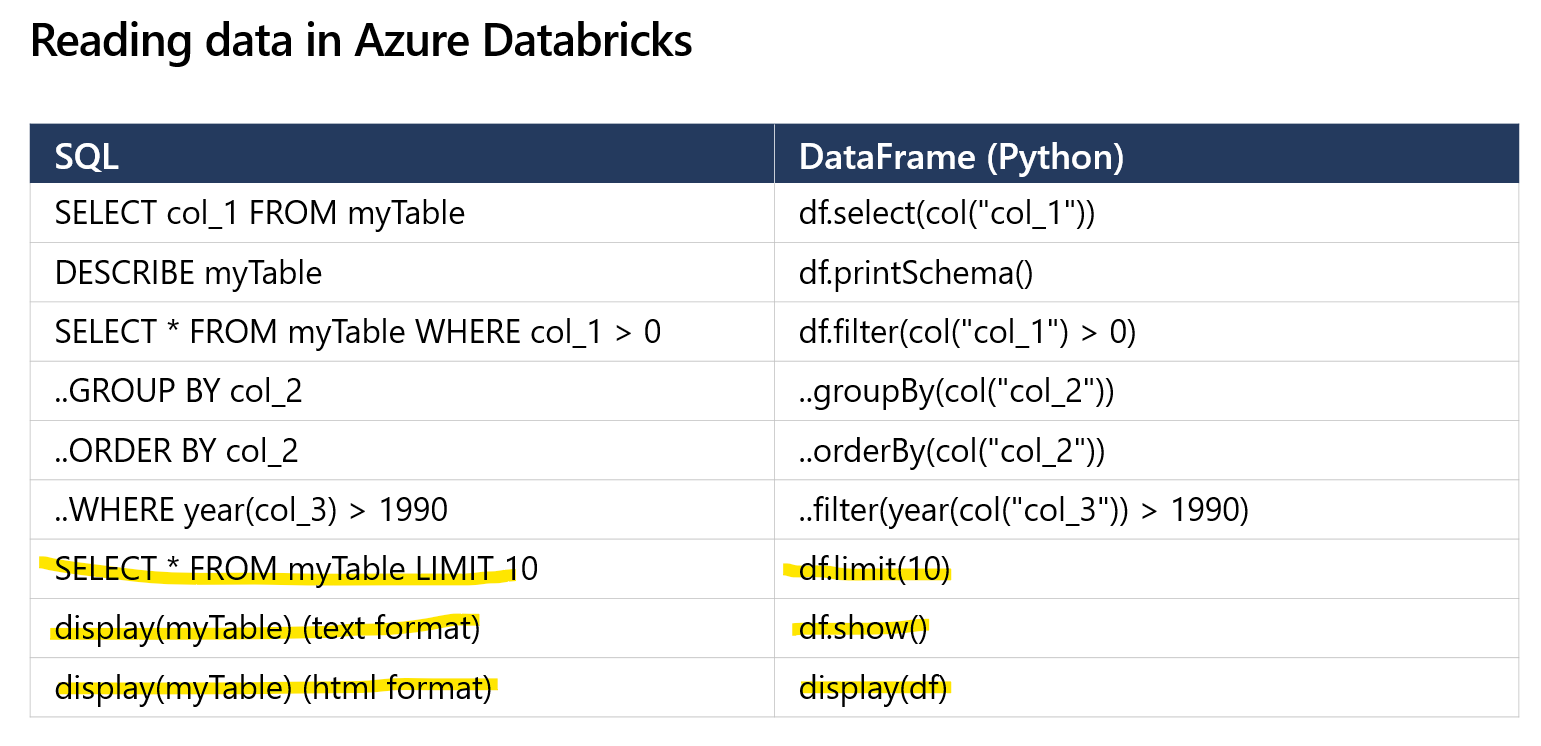 Reading data in Azure Databricks
SQL DataFrame (Python)
SELECT col_1 FROM myTable df.select(col("col_1"))
DESCRIBE myTable df.printSchema()
SELECT * FROM myTable WHERE col_1 > 0 df.filter(col("col_1") > 0)
..GROUP BY col_2 ..groupBy(col("col_2"))
..ORDER BY col_2 ..orderBy(col("col_2"))
..WHERE year(col_3) > 1990 ..filter(year(col("col_3")) > 1990)
SELECT * FROM myTable LIMIT 10 df.limit(10)
display(myTable) (text format) df.show()
display(myTable) (html format) display(df)